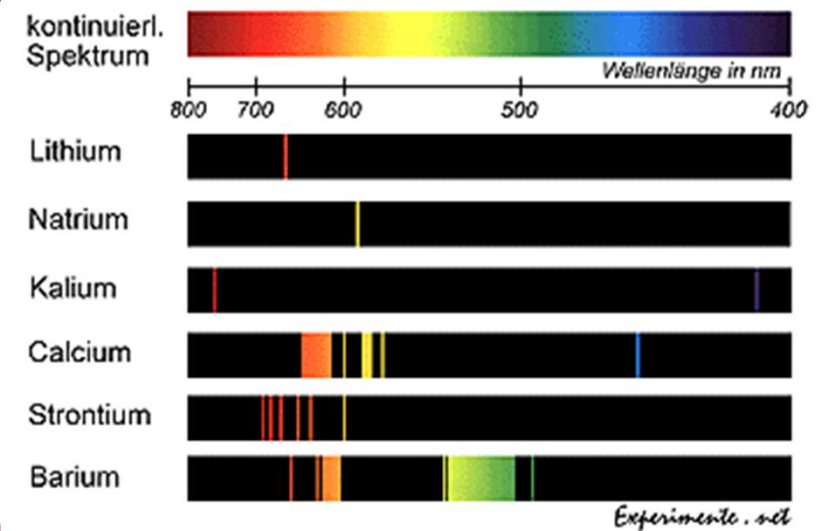 kontinuierl.
Spektrum
Wellenlänge in nm
800 700 600 500 400
Lithium
Natrium
Kalium
Calcium
Strontium
Barium
Experimente.net